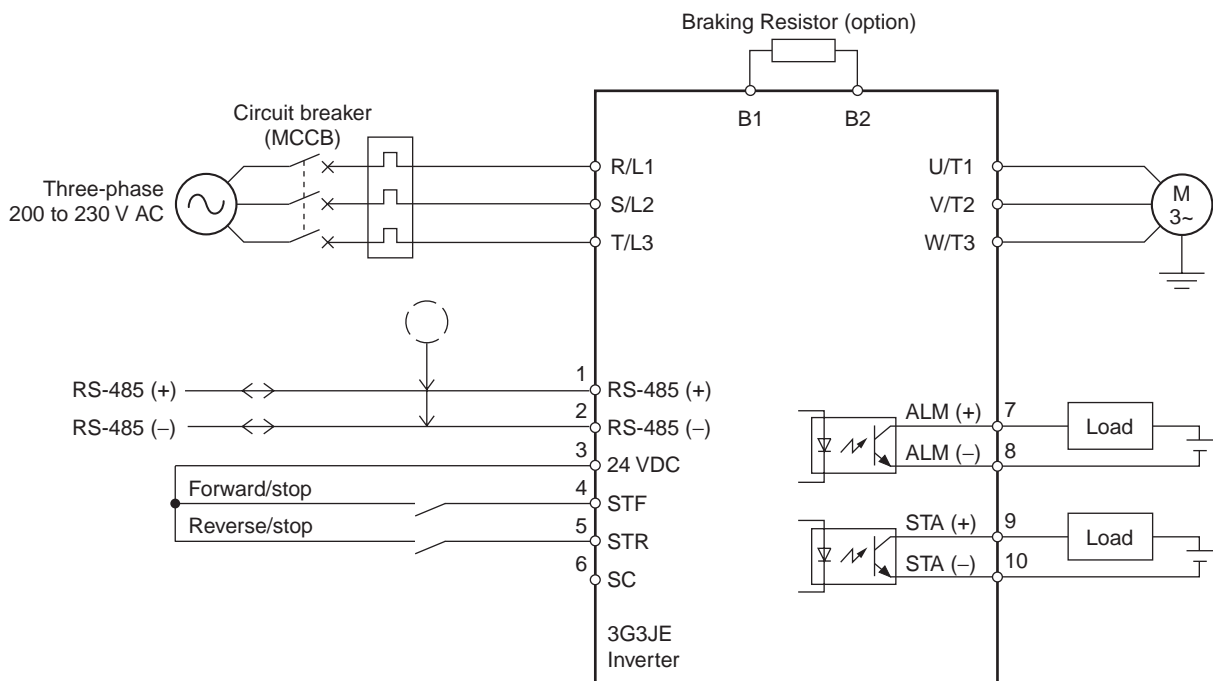 Braking Resistor (option)
B1
B2
Circuit breaker
(MCCB)
Three-phase
200 to 230 V AC
R/L1
S/L2
T/L3
U/T1
V/T2
W/T3
M
3~
RS-485 (+)
1
RS-485 (+)
RS-485 (−)
2
RS-485 (−)
3
24 VDC
Forward/stop
4
STF
Reverse/stop
5
STR
6
SC
ALM (+)
7
Load
ALM (−)
8
STA (+)
9
Load
STA (−)
10
3G3JE
Inverter